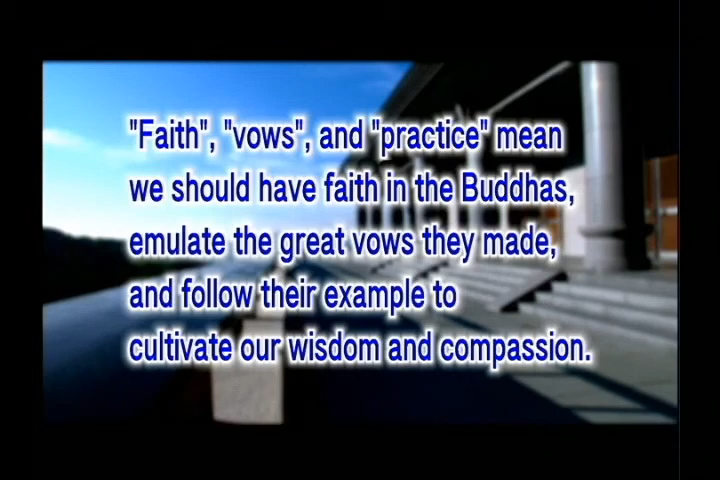 "Faith", "vows", and "practice" mean
we should have faith in the Buddhas,
emulate the great vows they made,
and follow their example to
cultivate our wisdom and compassion.